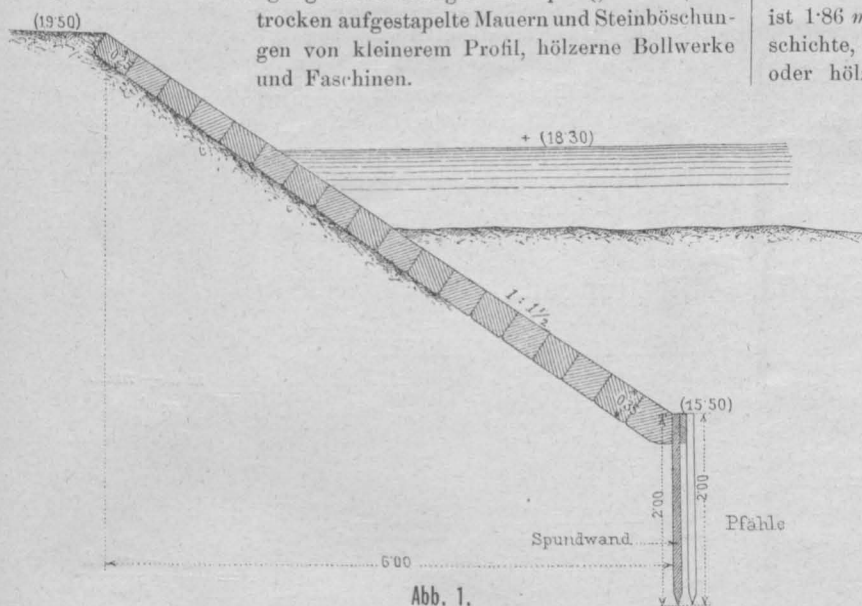 trocken aufgestapelte Mauern und Steinböschun-
gen von kleinerem Profil, hölzerne Bollwerke
und Faschinen.
ist 1·86 m
schichte,
oder höl
(19·50)
+ (18·30)
1 : 1½
0·35
(15·50)
2·00
2·00
Pfähle
Spundwand
6·00
Abb. 1.